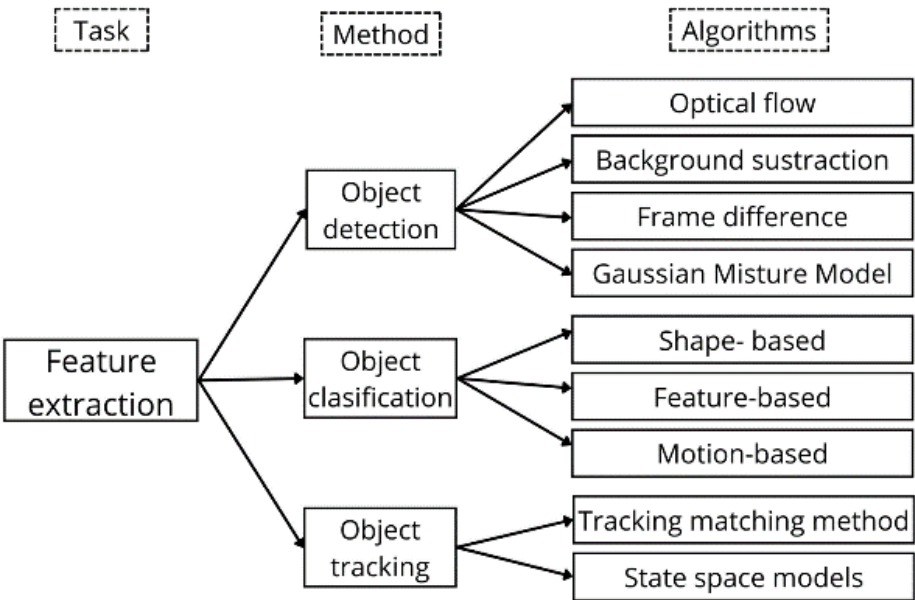 Task
Method
Algorithms
Optical flow
Background sustraction
Object
detection
Frame difference
Gaussian Misture Model
Feature
extraction
Object
clasification
Shape- based
Feature-based
Motion-based
Object
tracking
Tracking matching method
State space models